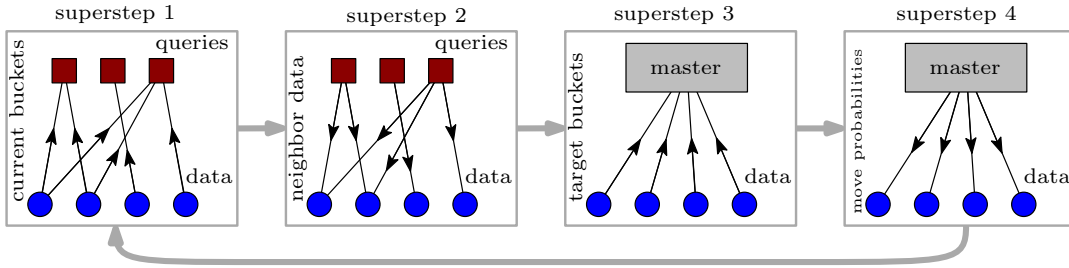 superstep 1
current buckets
queries
data
superstep 2
neighbor data
queries
data
superstep 3
target buckets
master
data
superstep 4
move probabilities
master
data